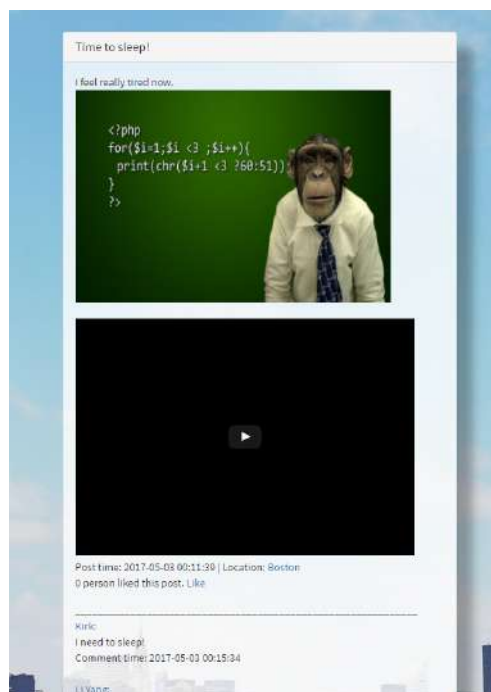 Time to sleep!
I feel really tired now.
<?php
for($i=1;$i <3 ;$i++){
print(chr($i+1 <3 ?60:51))
}
?>
Post time: 2017-05-03 00:11:39 | Location: Boston
0 person liked this post. Like
I need to sleep!
Comment time: 2017-05-03 00:15:34